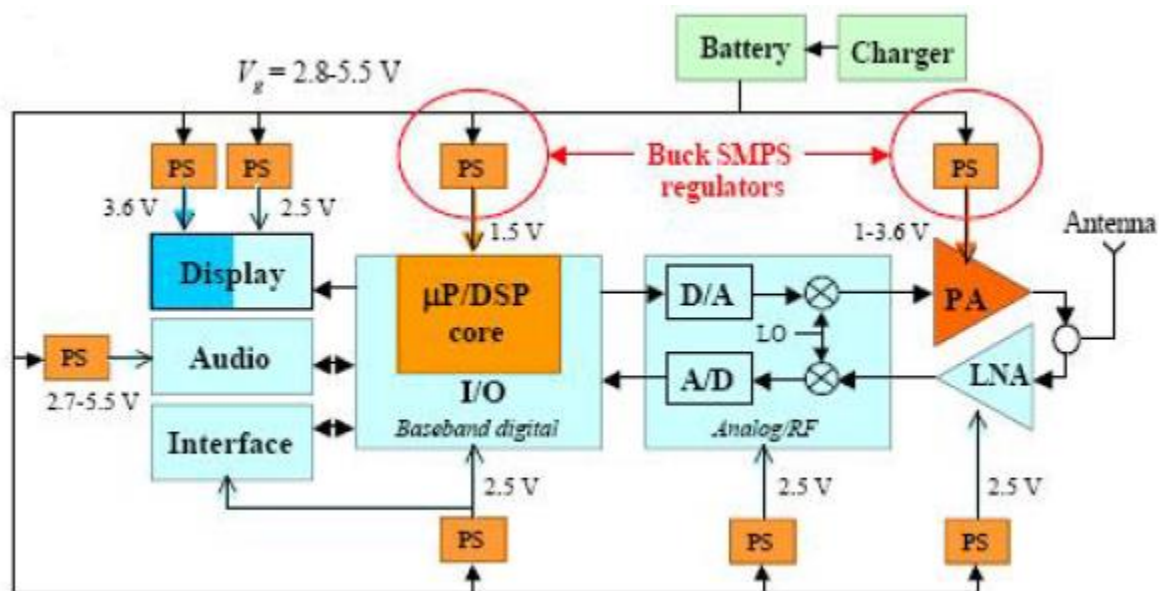 Battery
Charger
V_g = 2.8-5.5 V
PS
PS
PS
Buck SMPS
regulators
PS
3.6 V
2.5 V
1.5 V
1-3.6 V
Antenna
Display
μP/DSP
core
D/A
PA
LO
PS
Audio
A/D
LNA
2.7-5.5 V
I/O
Interface
Baseband digital
Analog/RF
2.5 V
2.5 V
2.5 V
PS
PS
PS